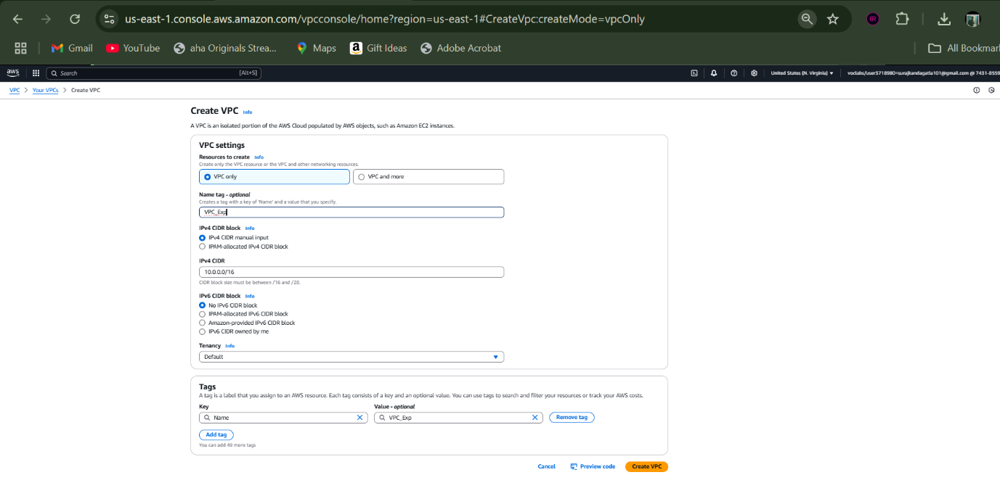 us-east-1.console.aws.amazon.com/vpcconsole/home?region=us-east-1#CreateVpc:createMode=vpcOnly
Gmail YouTube aha Originals Strea... Maps Gift Ideas Adobe Acrobat All Bookmar
aws Search [Alt+S] United States (N. Virginia) voclabs/user3718980=surajkandagatla101@gmail.com @ 7431-8559
VPC > Your VPCs > Create VPC
Create VPC Info
A VPC is an isolated portion of the AWS Cloud populated by AWS objects, such as Amazon EC2 instances.
VPC settings
Resources to create Info
Create only the VPC resource or the VPC and other networking resources.
VPC only VPC and more
Name tag - optional
Creates a tag with a key of 'Name' and a value that you specify.
VPC_Exp
IPv4 CIDR block Info
IPv4 CIDR manual input
IPAM-allocated IPv4 CIDR block
IPv4 CIDR
10.0.0.0/16
CIDR block size must be between /16 and /28.
IPv6 CIDR block Info
No IPv6 CIDR block
IPAM-allocated IPv6 CIDR block
Amazon-provided IPv6 CIDR block
IPv6 CIDR owned by me
Tenancy Info
Default
Tags
A tag is a label that you assign to an AWS resource. Each tag consists of a key and an optional value. You can use tags to search and filter your resources or track your AWS costs.
Key Value - optional
Name VPC_Exp Remove tag
Add tag
You can add 49 more tags
Cancel Preview code Create VPC